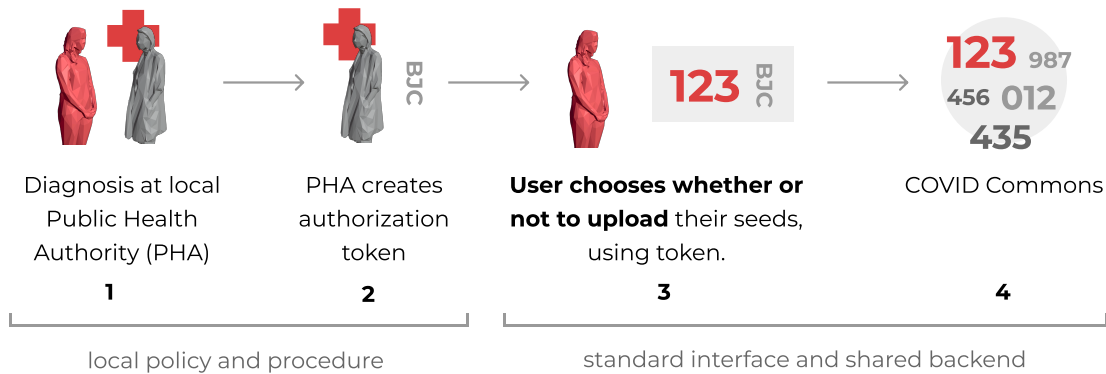 BJC
123
BJC
123 987
456 012
435
Diagnosis at local
Public Health
Authority (PHA)
1
PHA creates
authorization
token
2
User chooses whether or
not to upload their seeds,
using token.
3
COVID Commons
4
local policy and procedure
standard interface and shared backend